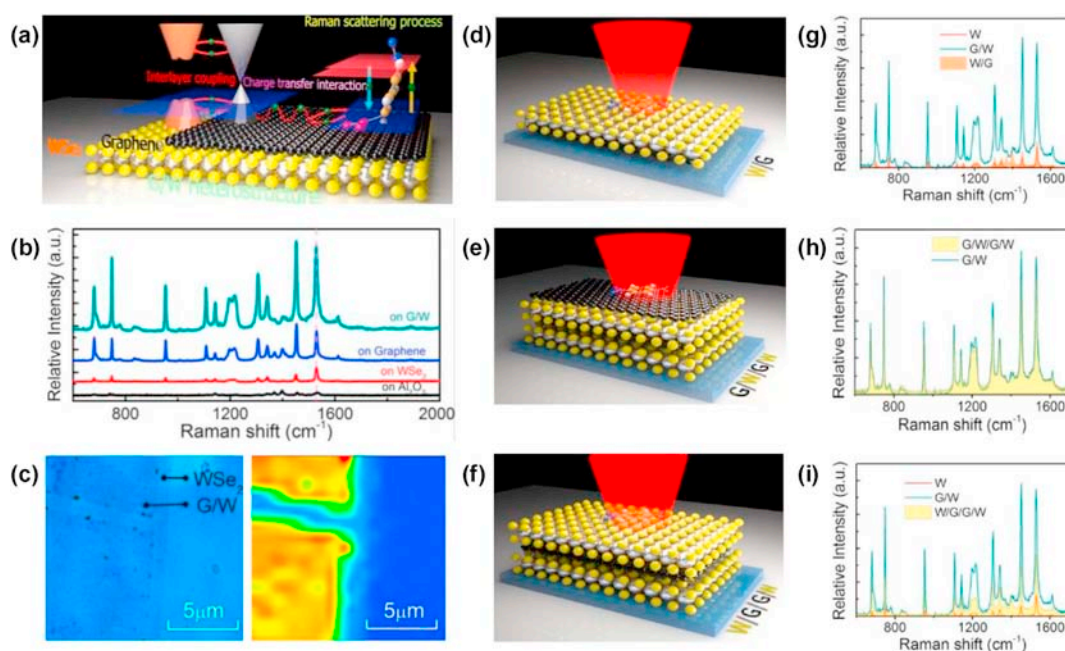 (a)
Raman scattering process
Interlayer coupling
Charge transfer interaction
Graphene
WSe₂
G/W heterostructure
(b)
Relative Intensity (a.u.)
on G/W
on Graphene
on WSe₂
on Al₂O₃
800 1200 1600 2000
Raman shift (cm⁻¹)
(c)
WSe₂
G/W
5μm
5μm
(d)
W/G
(e)
G/W/G/W
(f)
W/G/G/W
(g)
Relative Intensity (a.u.)
W
G/W
W/G
800 1200 1600
Raman shift (cm⁻¹)
(h)
Relative Intensity (a.u.)
G/W/G/W
G/W
800 1200 1600
Raman shift (cm⁻¹)
(i)
Relative Intensity (a.u.)
W
G/W
W/G/G/W
800 1200 1600
Raman shift (cm⁻¹)